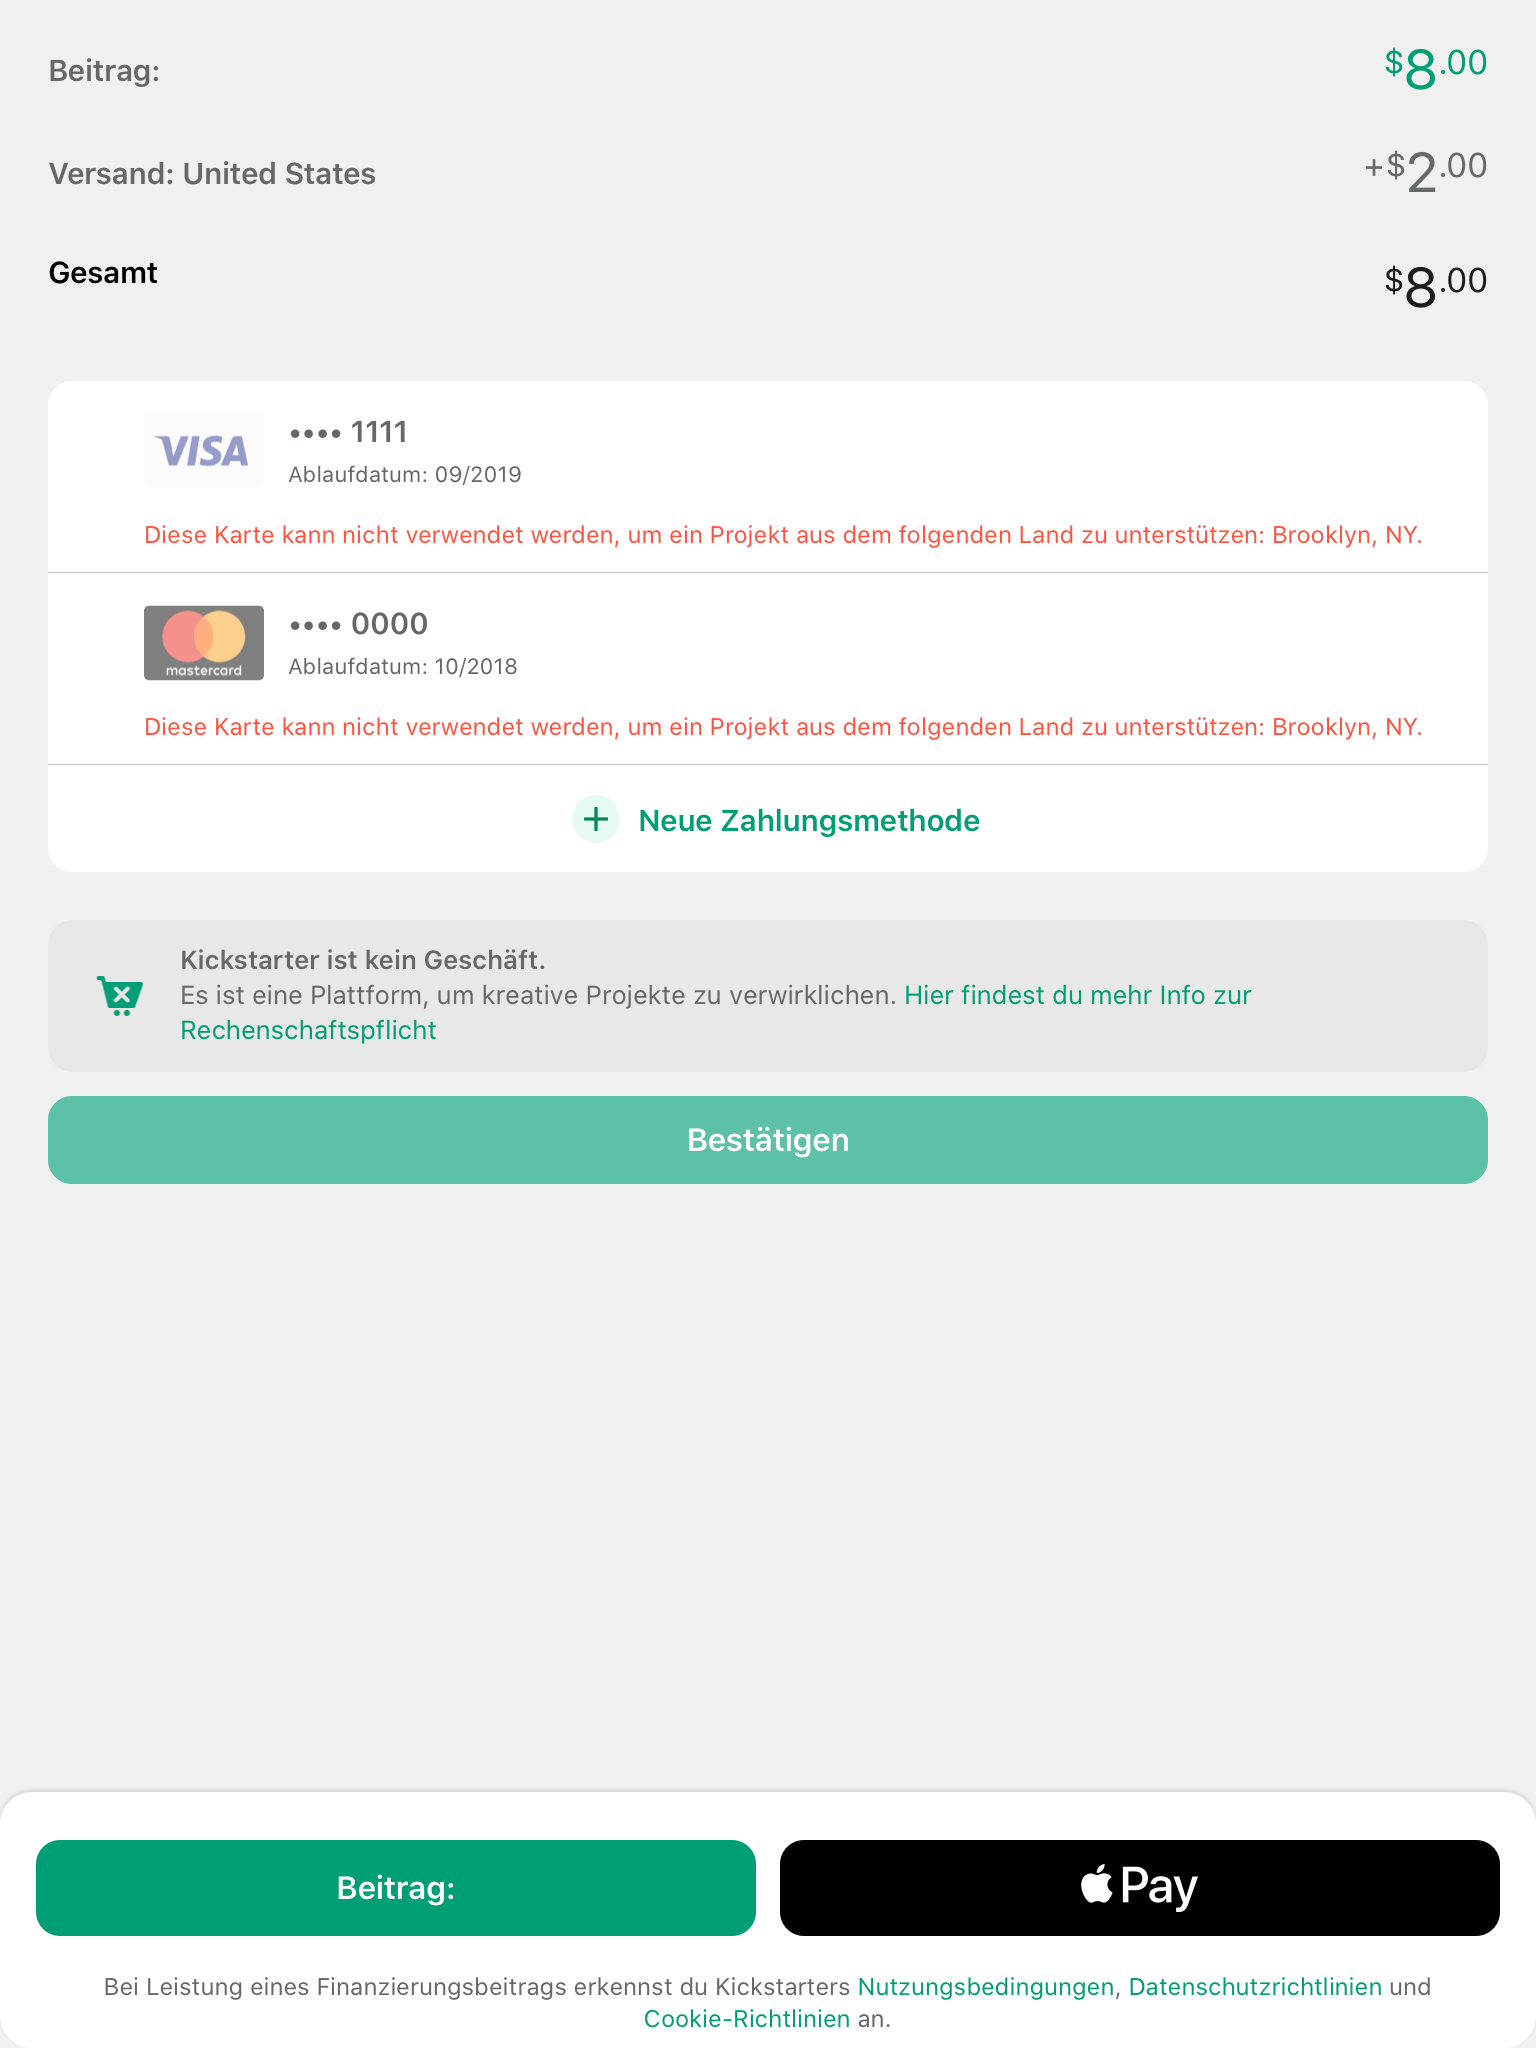 Beitrag:
$8.00
Versand: United States
+$2.00
Gesamt
$8.00
VISA
•••• 1111
Ablaufdatum: 09/2019
Diese Karte kann nicht verwendet werden, um ein Projekt aus dem folgenden Land zu unterstützen: Brooklyn, NY.
mastercard
•••• 0000
Ablaufdatum: 10/2018
Diese Karte kann nicht verwendet werden, um ein Projekt aus dem folgenden Land zu unterstützen: Brooklyn, NY.
Neue Zahlungsmethode
Kickstarter ist kein Geschäft.
Es ist eine Plattform, um kreative Projekte zu verwirklichen. Hier findest du mehr Info zur
Rechenschaftspflicht
Bestätigen
Beitrag:
Pay
Bei Leistung eines Finanzierungsbeitrags erkennst du Kickstarters Nutzungsbedingungen, Datenschutzrichtlinien und
Cookie-Richtlinien an.